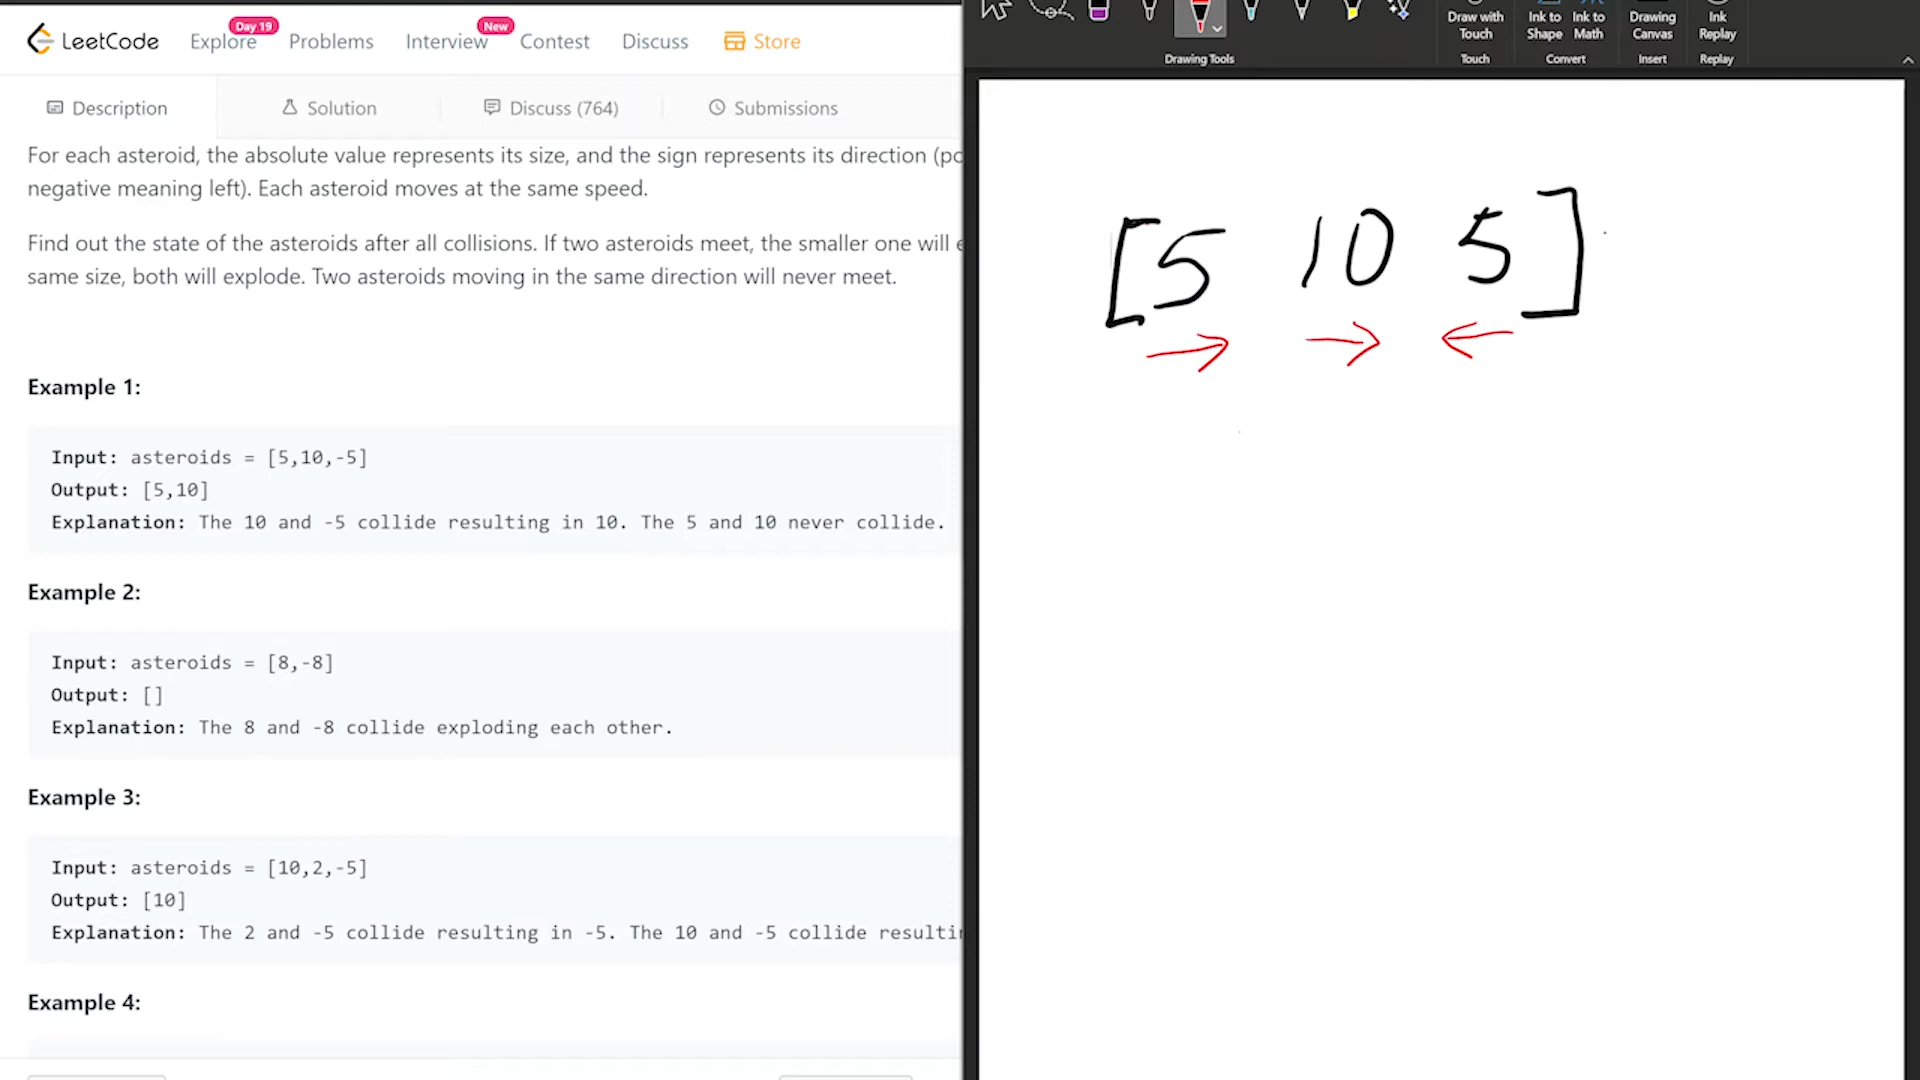 LeetCode Explore Day 19 Problems Interview New Contest Discuss Store
Description Solution Discuss (764) Submissions
For each asteroid, the absolute value represents its size, and the sign represents its direction (po
negative meaning left). Each asteroid moves at the same speed.
Find out the state of the asteroids after all collisions. If two asteroids meet, the smaller one will e
same size, both will explode. Two asteroids moving in the same direction will never meet.
Example 1:
Input: asteroids = [5,10,-5]
Output: [5,10]
Explanation: The 10 and -5 collide resulting in 10. The 5 and 10 never collide.
Example 2:
Input: asteroids = [8,-8]
Output: []
Explanation: The 8 and -8 collide exploding each other.
Example 3:
Input: asteroids = [10,2,-5]
Output: [10]
Explanation: The 2 and -5 collide resulting in -5. The 10 and -5 collide resultin
Example 4:
Draw with Touch
Ink to Shape
Ink to Math
Drawing Canvas
Ink Replay
Drawing Tools Touch Convert Insert Replay
[5 10 5]